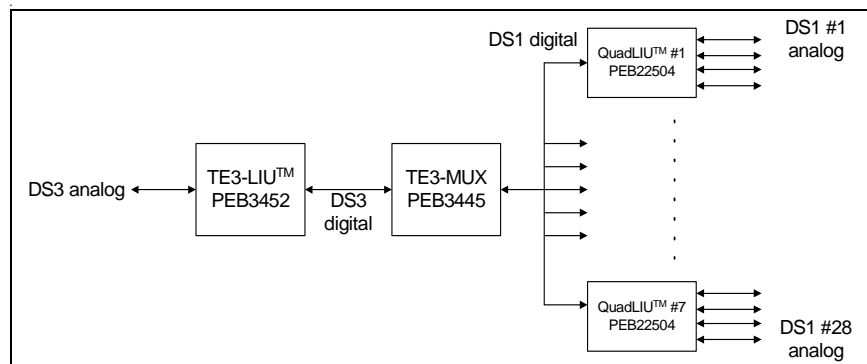 DS1 digital
QuadLIU™ #1
PEB22504
DS1 #1
analog
DS3 analog
TE3-LIU™
PEB3452
DS3
digital
TE3-MUX
PEB3445
QuadLIU™ #7
PEB22504
DS1 #28
analog